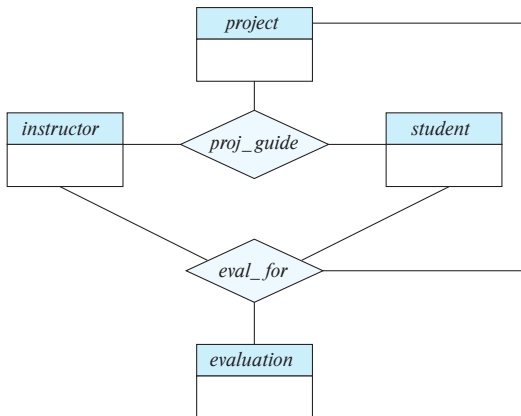 project
instructor
proj_guide
student
eval_for
evaluation